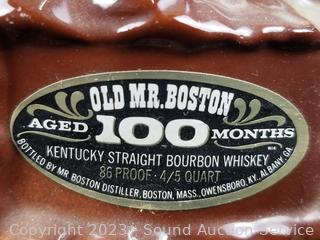 OLD MR. BOSTON
AGED 100 MONTHS
KENTUCKY STRAIGHT BOURBON WHISKEY
86 PROOF · 4/5 QUART
BOTTLED BY MR. BOSTON DISTILLER, BOSTON, MASS., OWENSBORO, KY. ALBANY, GA.
Copyright 2023 Sound Auction Service